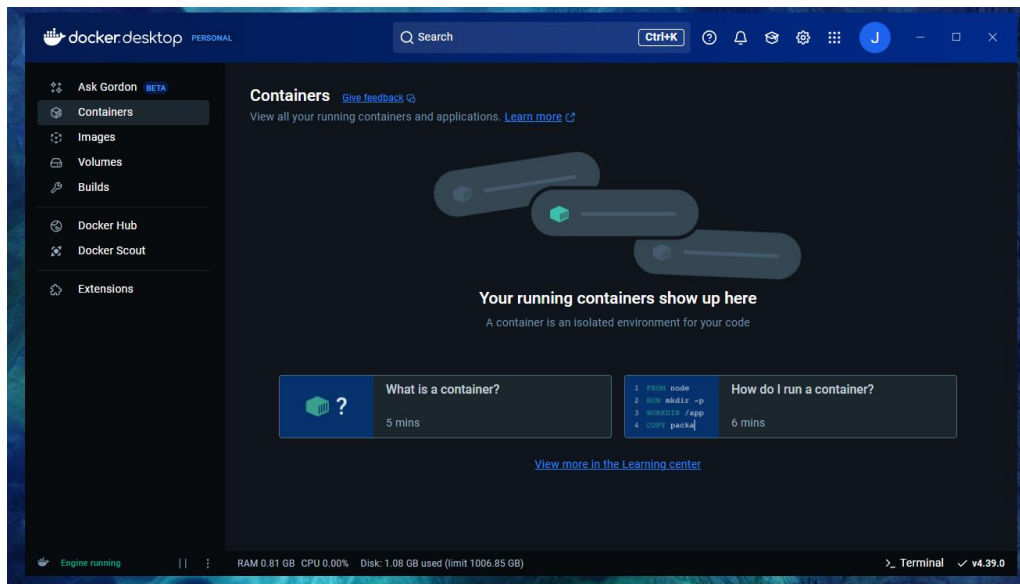 docker.desktop PERSONAL
Search
Ctrl+K
J
Ask Gordon BETA
Containers
Images
Volumes
Builds
Docker Hub
Docker Scout
Extensions
Containers Give feedback
View all your running containers and applications. Learn more
Your running containers show up here
A container is an isolated environment for your code
?
What is a container?
5 mins
1 FROM node
2 RUN mkdir -p
3 WORKDIR /app
4 COPY packa
How do I run a container?
6 mins
View more in the Learning center
Engine running
RAM 0.81 GB CPU 0.00% Disk: 1.08 GB used (limit 1006.85 GB)
>_ Terminal
v4.39.0